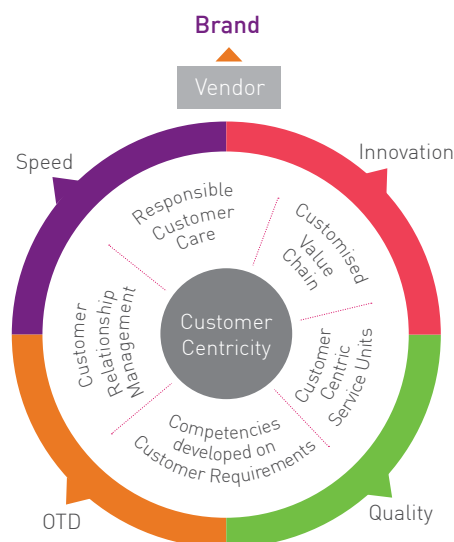 Brand
Vendor
Speed
Innovation
Responsible
Customer
Care
Customised
Value
Chain
Customer
Relationship
Management
Customer
Centricity
Customer
Centric
Service Units
Competencies
developed on
Customer Requirements
OTD
Quality